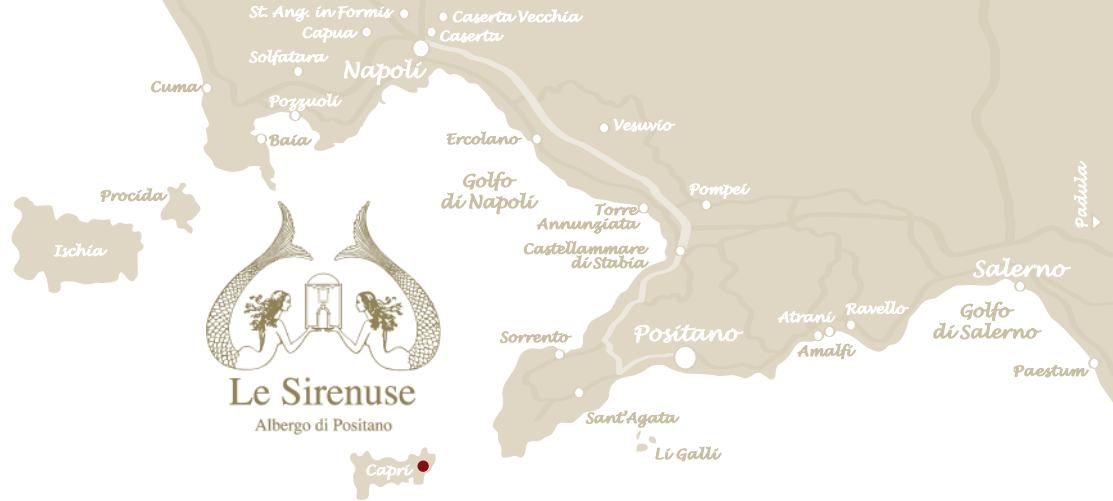 St. Ang. in Formis
Caserta Vecchia
Capua
Caserta
Solfatara
Napoli
Cuma
Pozzuoli
Vesuvio
Baia
Ercolano
Procida
Golfo
di Napoli
Pompei
Padula
Torre
Annunziata
Ischia
Castellammare
di Stabia
Salerno
Golfo
di Salerno
Ravello
Atrani
Amalfi
Positano
Sorrento
Paestum
Le Sirenuse
Albergo di Positano
Sant'Agata
Li Galli
Capri